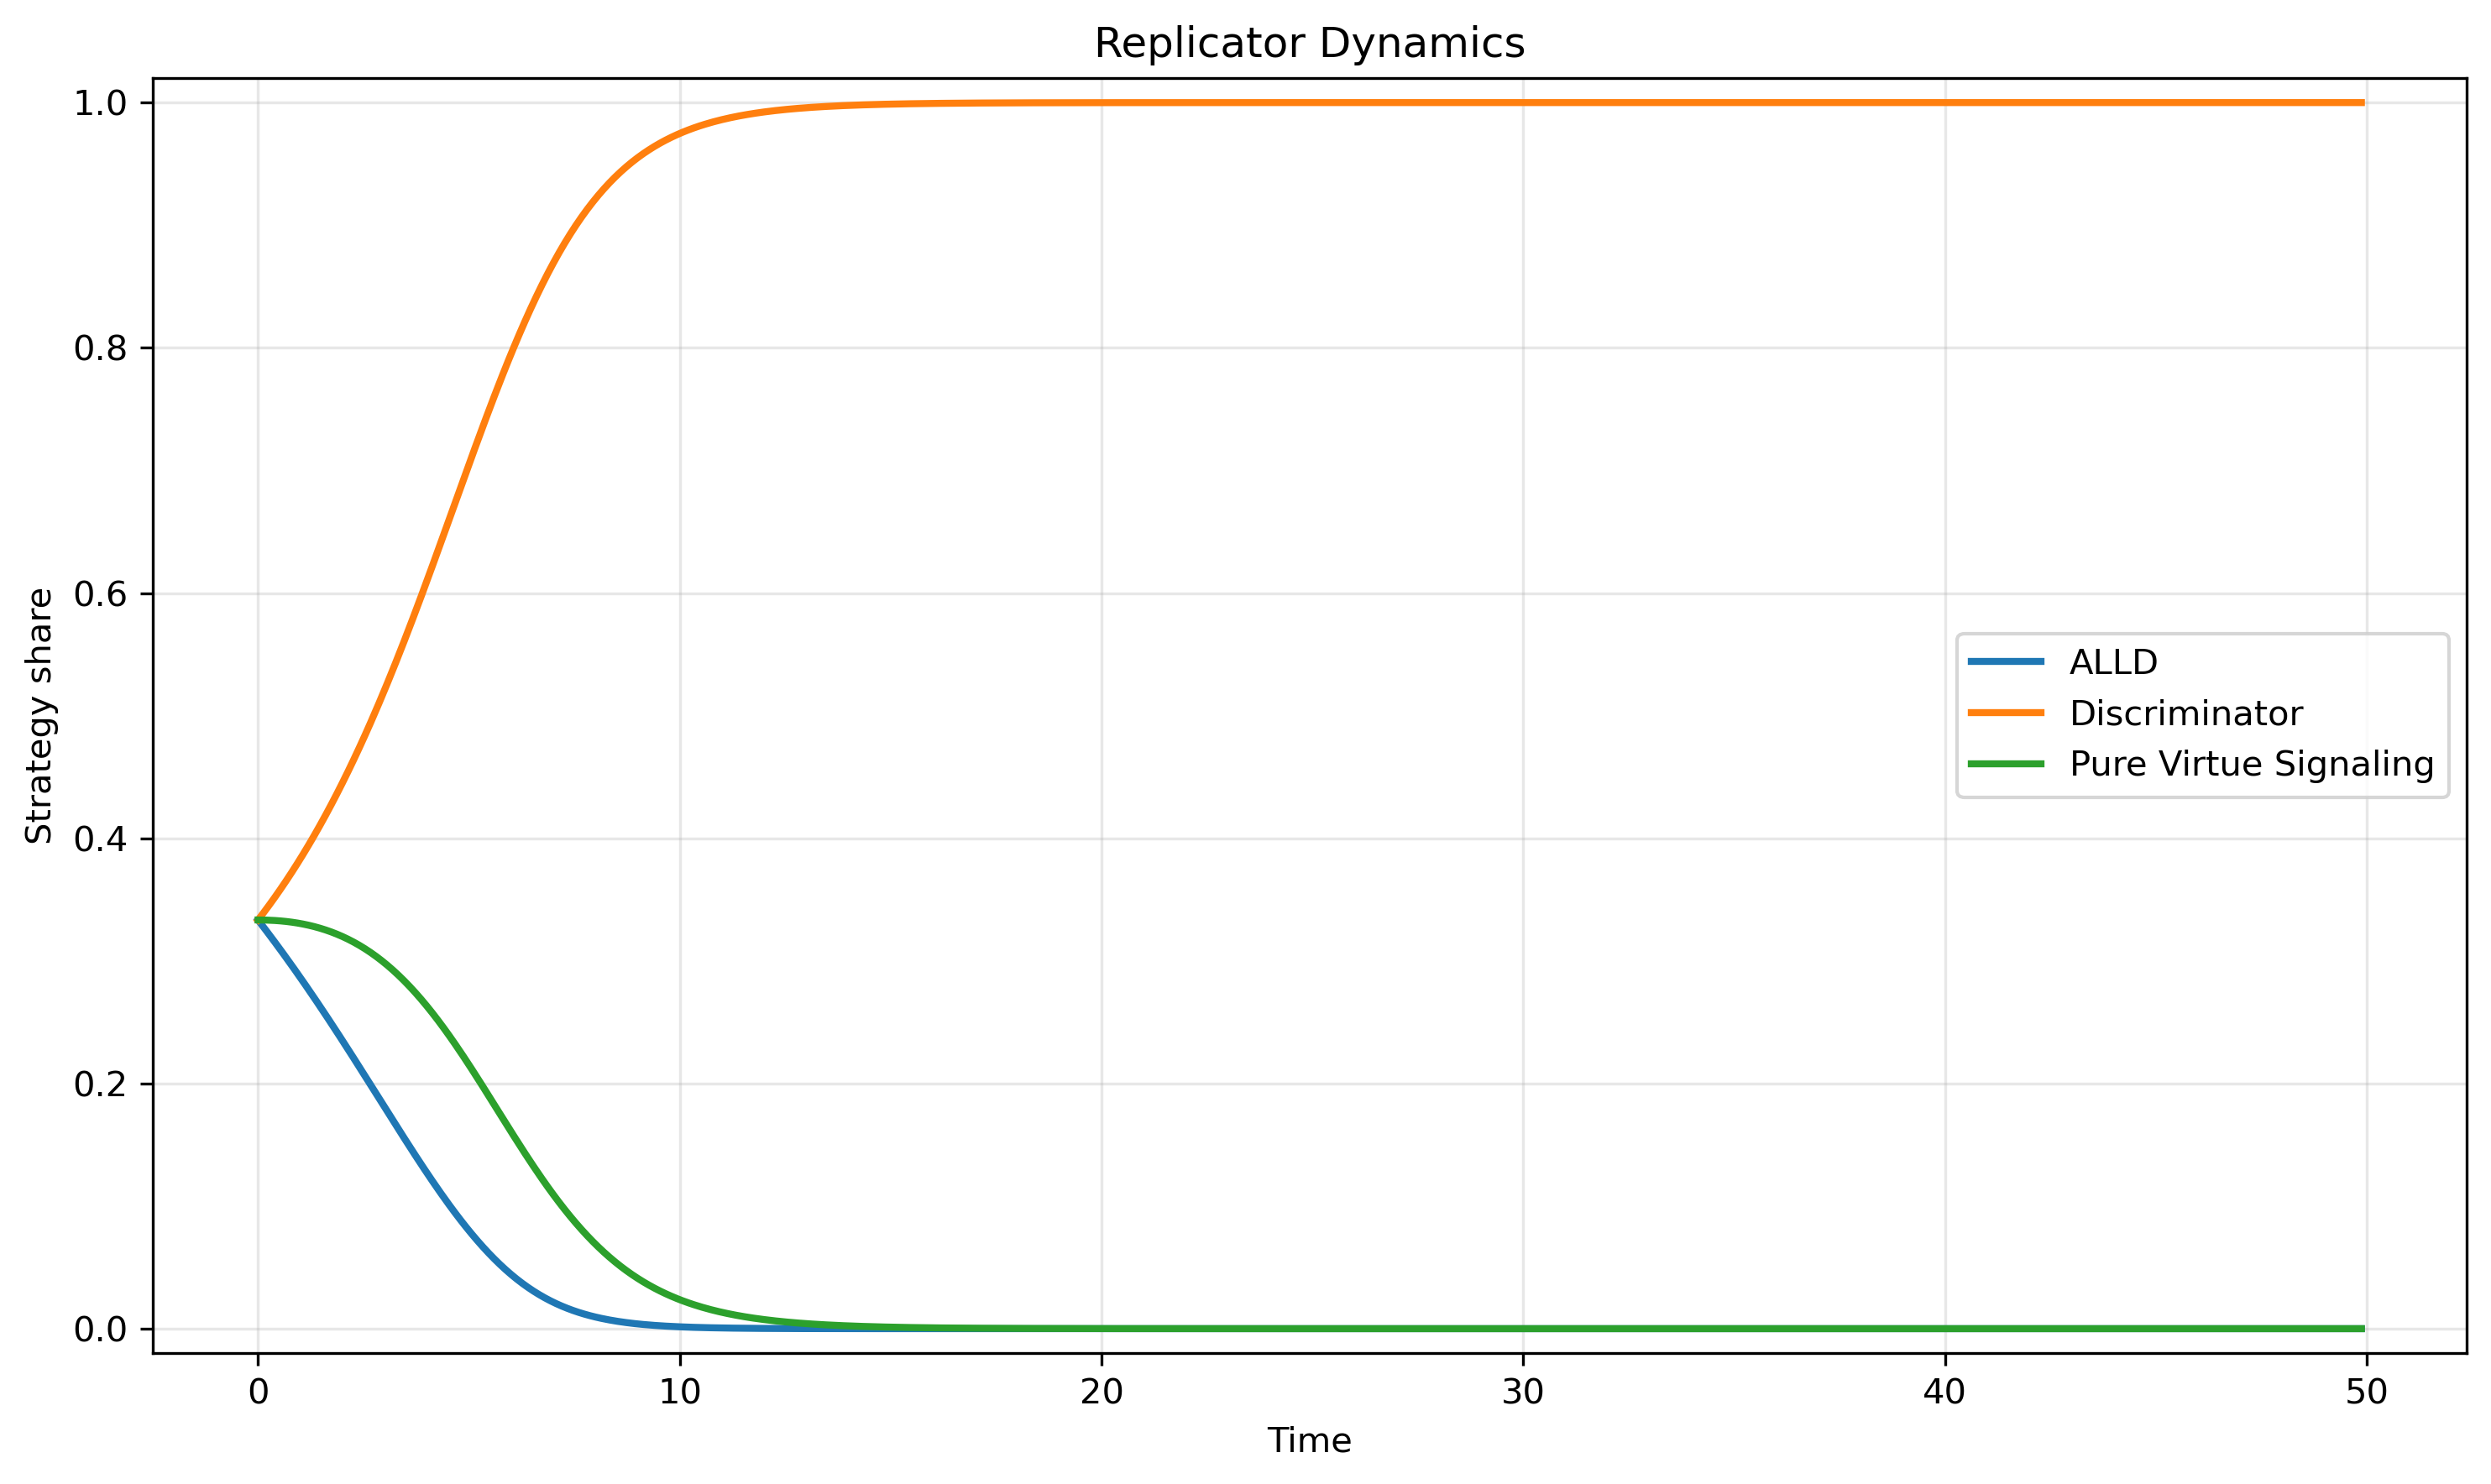 Replicator Dynamics
1.0
0.8
0.6
0.4
0.2
0.0
Strategy share
ALLD
Discriminator
Pure Virtue Signaling
0 10 20 30 40 50
Time